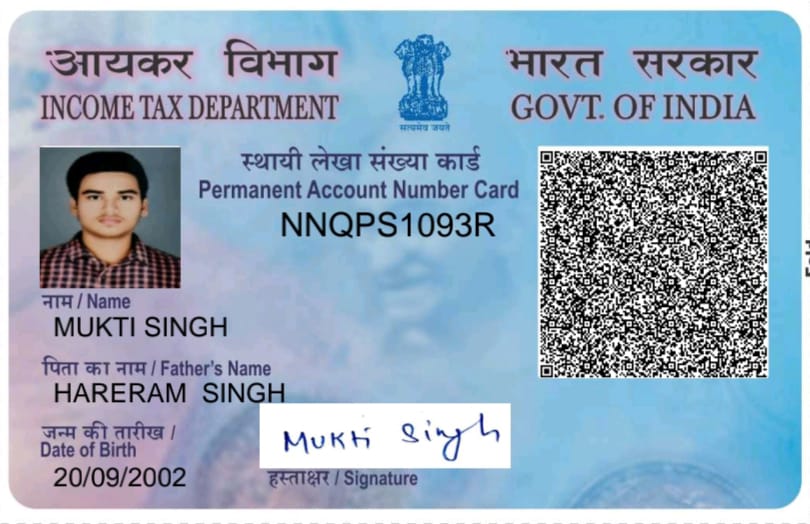 आयकर विभाग
INCOME TAX DEPARTMENT
सत्यमेव जयते
भारत सरकार
GOVT. OF INDIA
स्थायी लेखा संख्या कार्ड
Permanent Account Number Card
NNQPS1093R
नाम / Name
MUKTI SINGH
पिता का नाम / Father's Name
HARERAM SINGH
जन्म की तारीख /
Date of Birth
20/09/2002
Mukti Singh
हस्ताक्षर / Signature